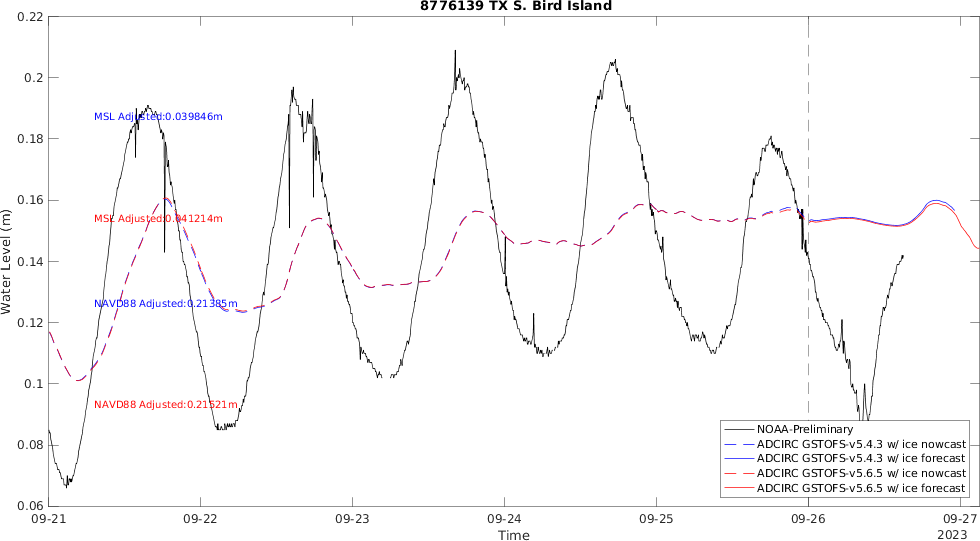 8776139 TX S. Bird Island
0.22
0.2
0.18
0.16
0.14
0.12
0.1
0.08
0.06
Water Level (m)
MSL Adjusted:0.039846m
MSL Adjusted:0.041214m
NAVD88 Adjusted:0.21385m
NAVD88 Adjusted:0.21521m
NOAA-Preliminary
ADCIRC GSTOFS-v5.4.3 w/ ice nowcast
ADCIRC GSTOFS-v5.4.3 w/ ice forecast
ADCIRC GSTOFS-v5.6.5 w/ ice nowcast
ADCIRC GSTOFS-v5.6.5 w/ ice forecast
09-21 09-22 09-23 09-24 09-25 09-26 09-27
Time
2023